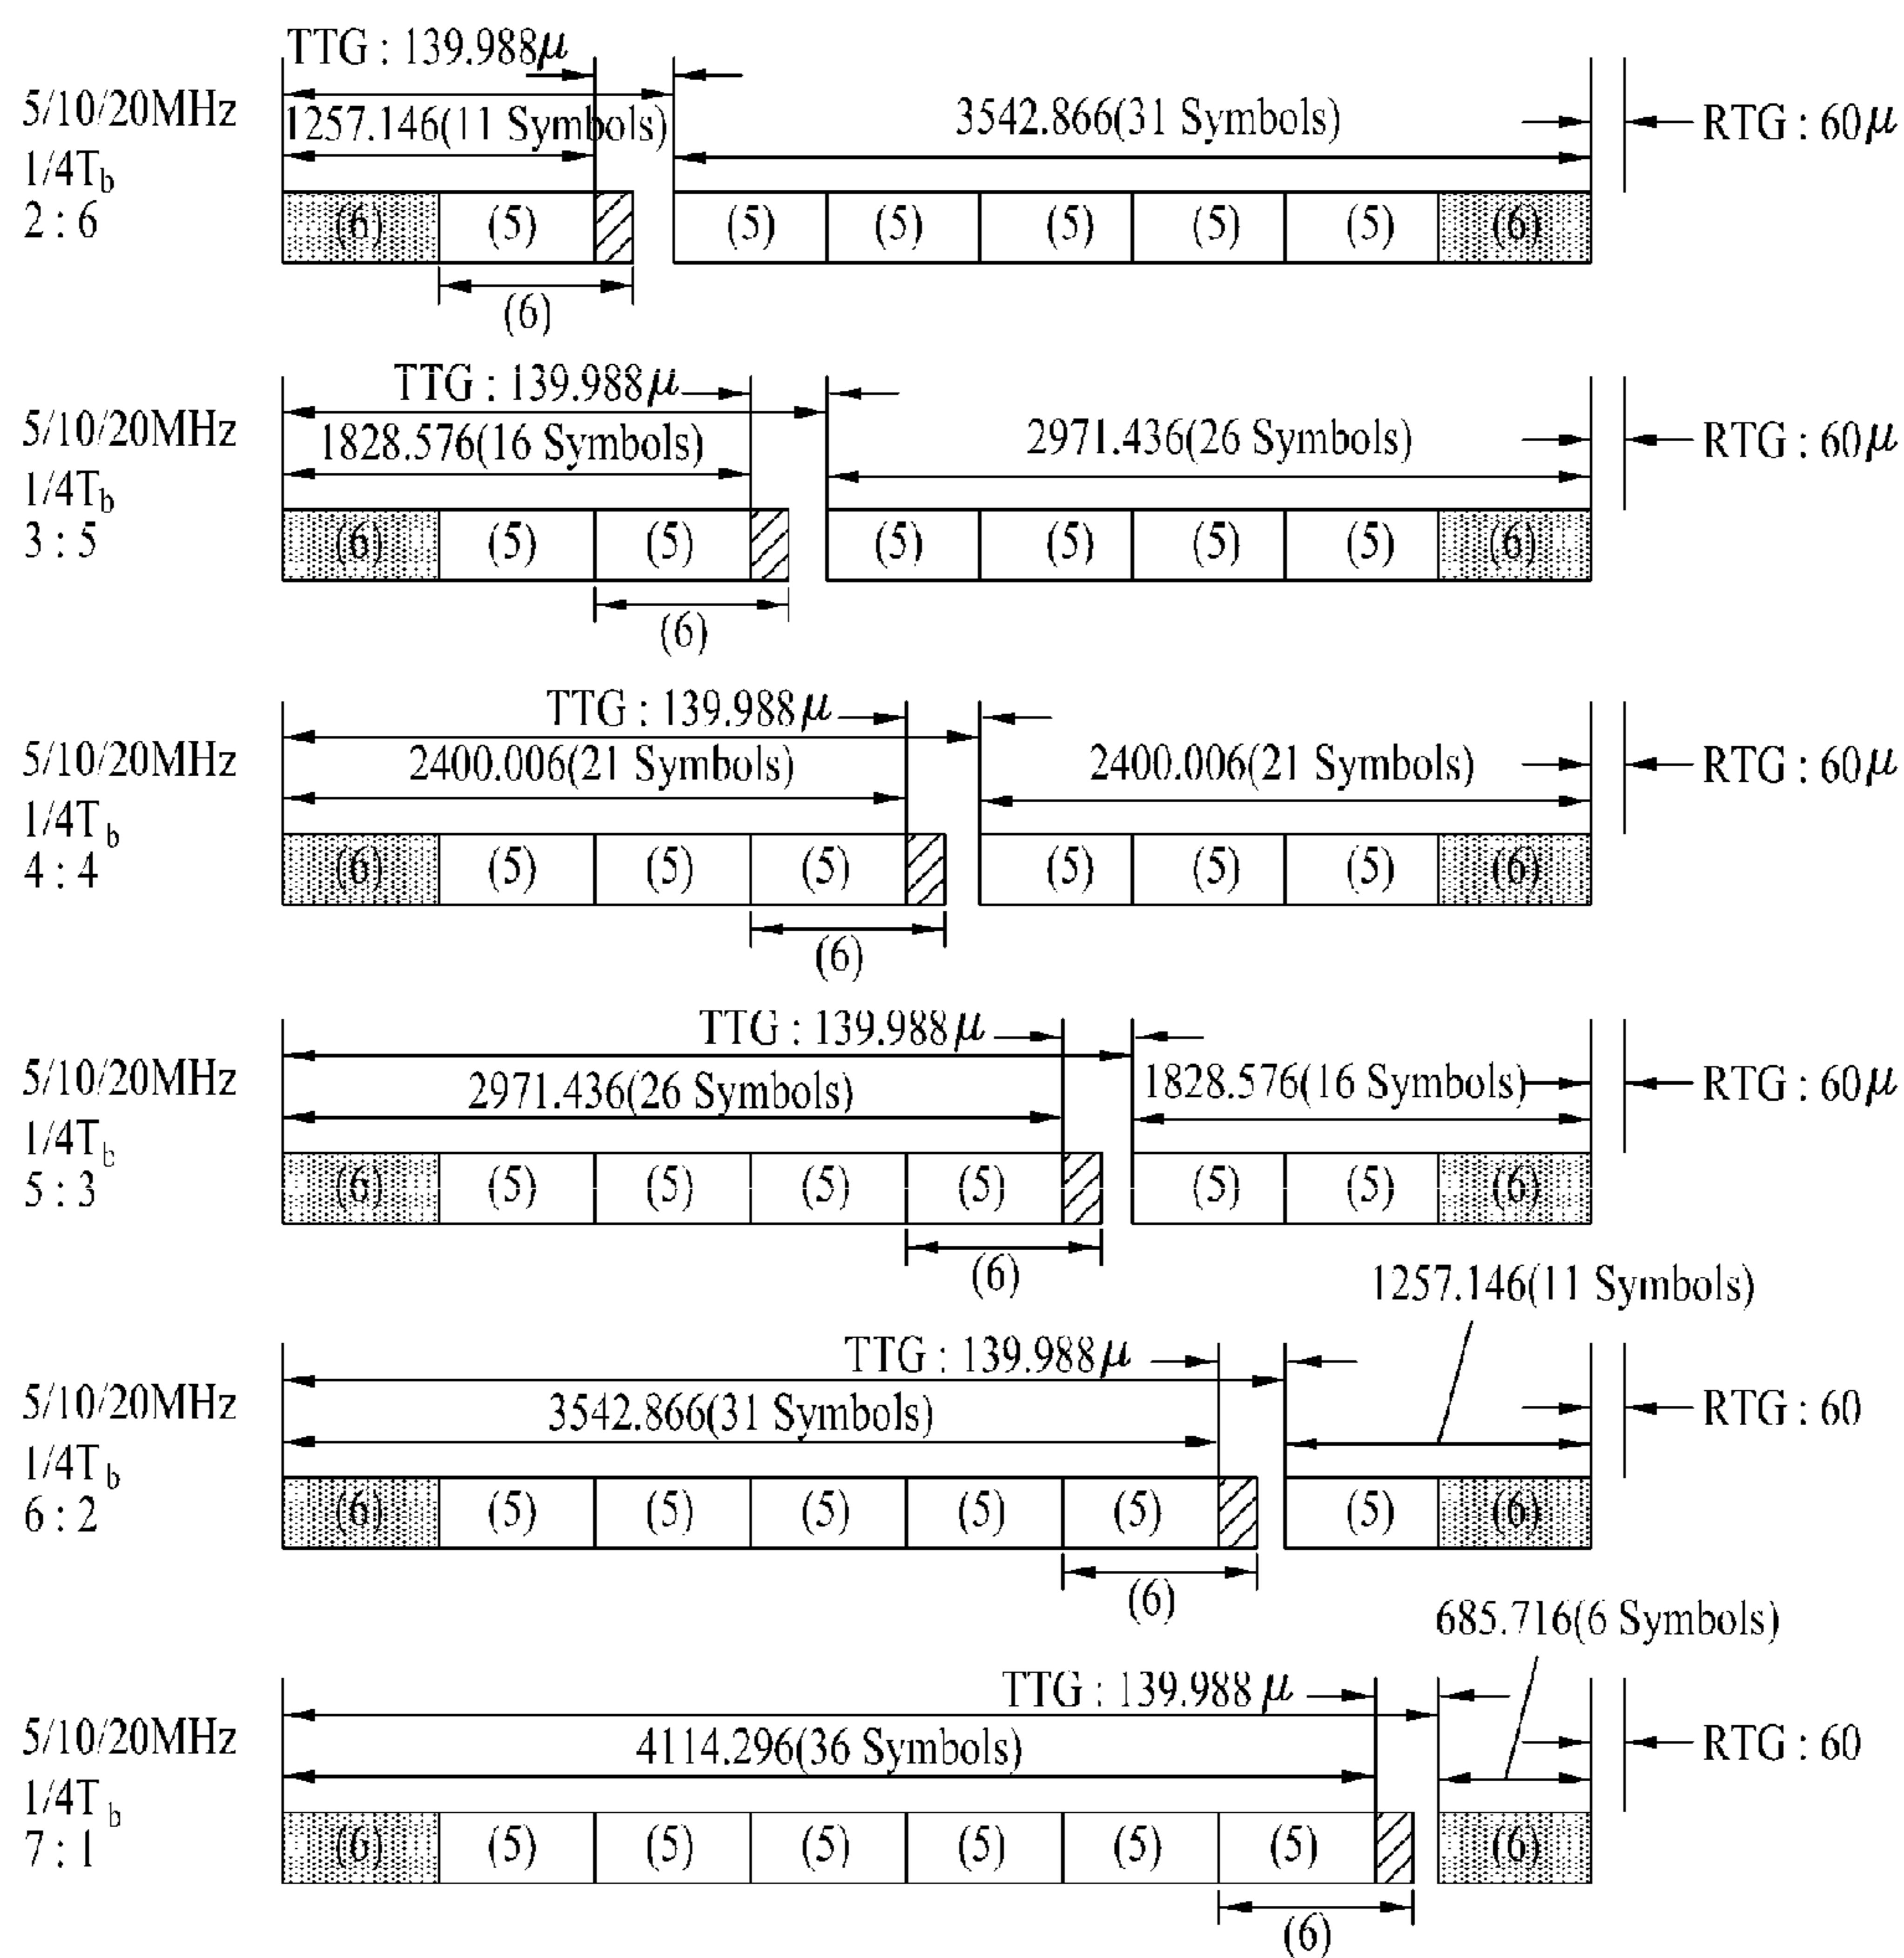 TTG : 139.988μ
5/10/20MHz
1257.146(11 Symbols)
3542.866(31 Symbols)
RTG : 60μ
1/4Tb
2 : 6
(6) (5) (5) (5) (5) (5) (5) (6)
(6)
TTG : 139.988μ
5/10/20MHz
1828.576(16 Symbols)
2971.436(26 Symbols)
RTG : 60μ
1/4Tb
3 : 5
(6) (5) (5) (5) (5) (5) (5) (6)
(6)
TTG : 139.988μ
5/10/20MHz
2400.006(21 Symbols)
2400.006(21 Symbols)
RTG : 60μ
1/4Tb
4 : 4
(6) (5) (5) (5) (5) (5) (5) (6)
(6)
TTG : 139.988μ
5/10/20MHz
2971.436(26 Symbols)
1828.576(16 Symbols)
RTG : 60μ
1/4Tb
5 : 3
(6) (5) (5) (5) (5) (5) (5) (6)
(6)
1257.146(11 Symbols)
TTG : 139.988μ
5/10/20MHz
3542.866(31 Symbols)
RTG : 60
1/4Tb
6 : 2
(6) (5) (5) (5) (5) (5) (5) (6)
(6)
685.716(6 Symbols)
TTG : 139.988μ
5/10/20MHz
4114.296(36 Symbols)
RTG : 60
1/4Tb
7 : 1
(6) (5) (5) (5) (5) (5) (5) (6)
(6)